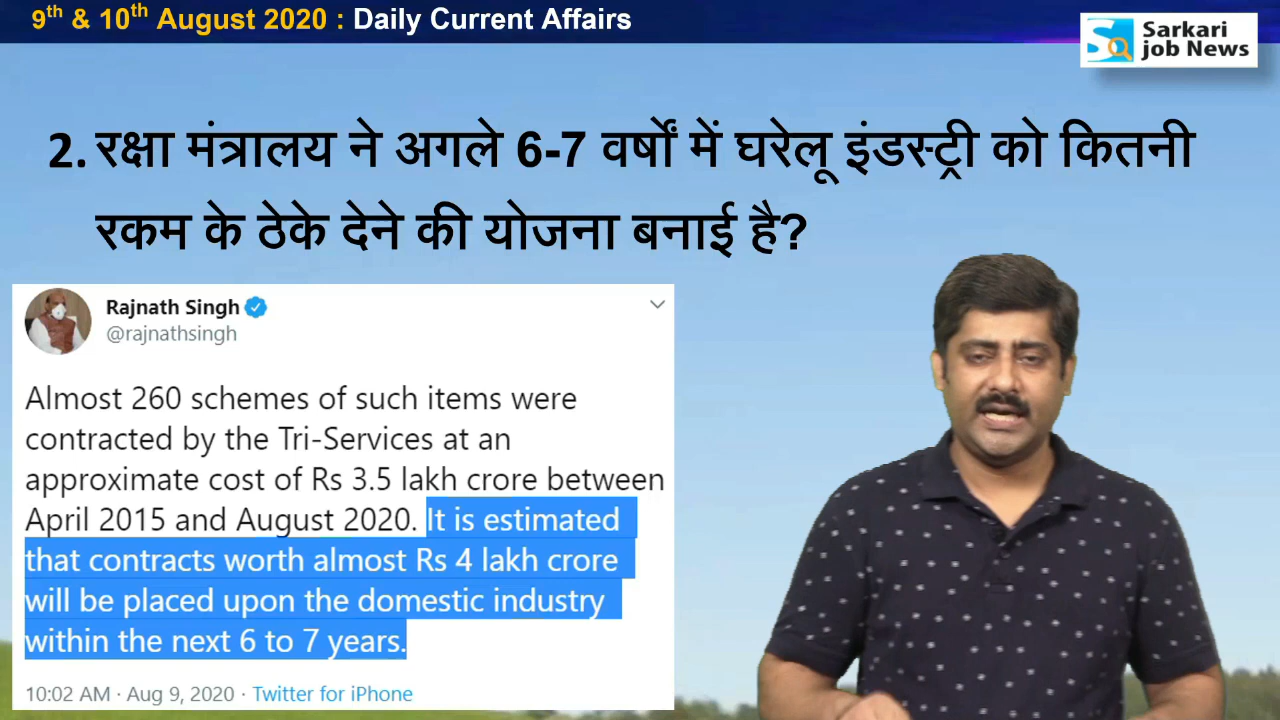 9th & 10th August 2020 : Daily Current Affairs
Sarkari
job News
2. रक्षा मंत्रालय ने अगले 6-7 वर्षों में घरेलू इंडस्ट्री को कितनी
रकम के ठेके देने की योजना बनाई है?
Rajnath Singh
@rajnathsingh
Almost 260 schemes of such items were
contracted by the Tri-Services at an
approximate cost of Rs 3.5 lakh crore between
April 2015 and August 2020. It is estimated
that contracts worth almost Rs 4 lakh crore
will be placed upon the domestic industry
within the next 6 to 7 years.
10:02 AM · Aug 9, 2020 · Twitter for iPhone